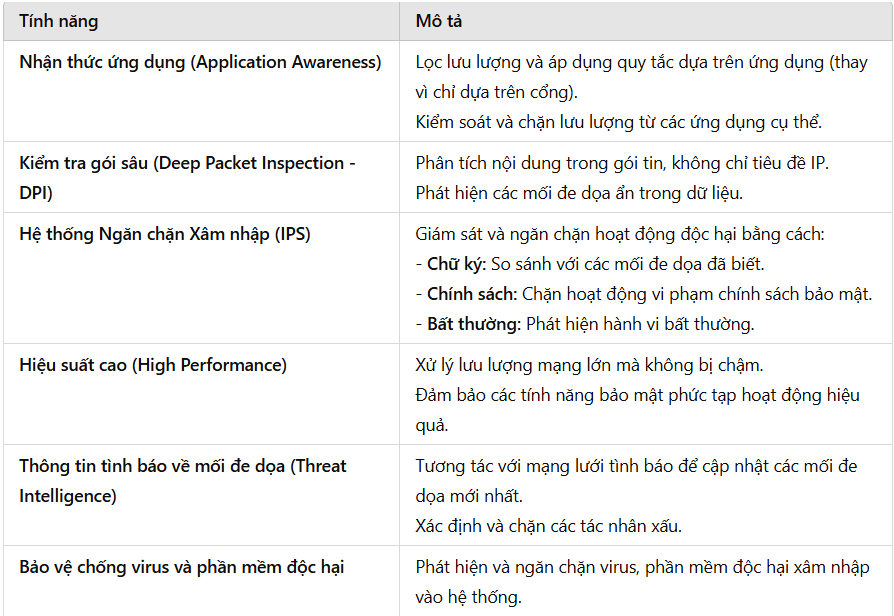 Tính năng
Mô tả
Nhận thức ứng dụng (Application Awareness)
Lọc lưu lượng và áp dụng quy tắc dựa trên ứng dụng (thay
vì chỉ dựa trên cổng).
Kiểm soát và chặn lưu lượng từ các ứng dụng cụ thể.
Kiểm tra gói sâu (Deep Packet Inspection -
DPI)
Phân tích nội dung trong gói tin, không chỉ tiêu đề IP.
Phát hiện các mối đe dọa ẩn trong dữ liệu.
Hệ thống Ngăn chặn Xâm nhập (IPS)
Giám sát và ngăn chặn hoạt động độc hại bằng cách:
- Chữ ký: So sánh với các mối đe dọa đã biết.
- Chính sách: Chặn hoạt động vi phạm chính sách bảo mật.
- Bất thường: Phát hiện hành vi bất thường.
Hiệu suất cao (High Performance)
Xử lý lưu lượng mạng lớn mà không bị chậm.
Đảm bảo các tính năng bảo mật phức tạp hoạt động hiệu
quả.
Thông tin tình báo về mối đe dọa (Threat
Intelligence)
Tương tác với mạng lưới tình báo để cập nhật các mối đe
dọa mới nhất.
Xác định và chặn các tác nhân xấu.
Bảo vệ chống virus và phần mềm độc hại
Phát hiện và ngăn chặn virus, phần mềm độc hại xâm nhập
vào hệ thống.